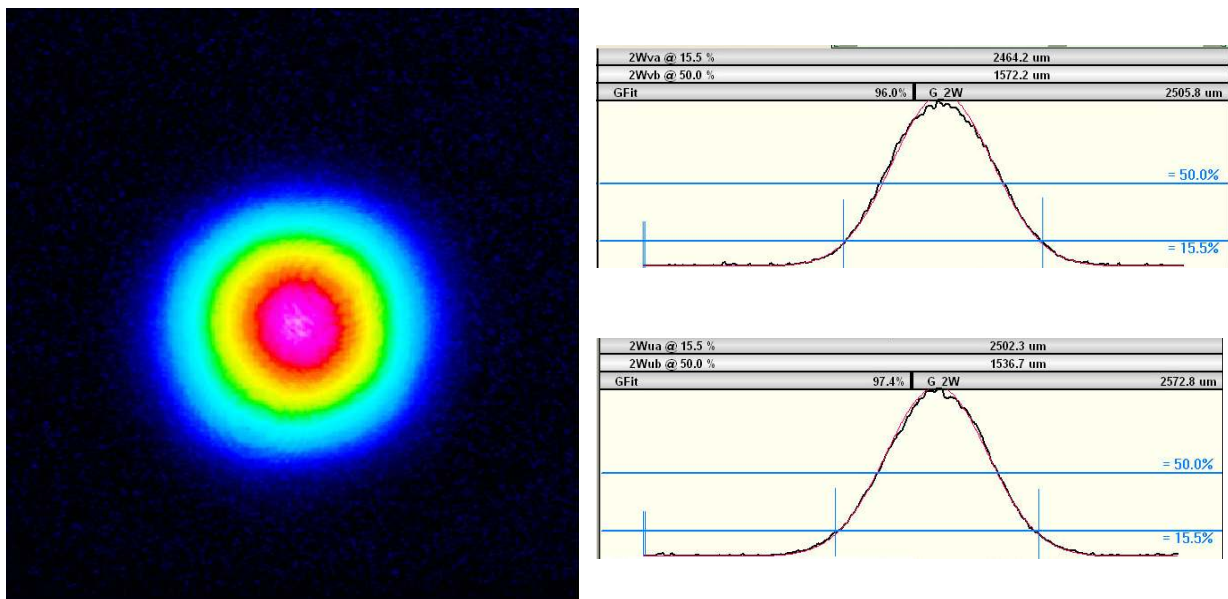 2Wva @ 15.5 % 2464.2 um
2Wvb @ 50.0 % 1572.2 um
GFit 96.0% G_2W 2505.8 um
= 50.0%
= 15.5%
2Wua @ 15.5 % 2502.3 um
2Wub @ 50.0 % 1536.7 um
GFit 97.4% G_2W 2572.8 um
= 50.0%
= 15.5%